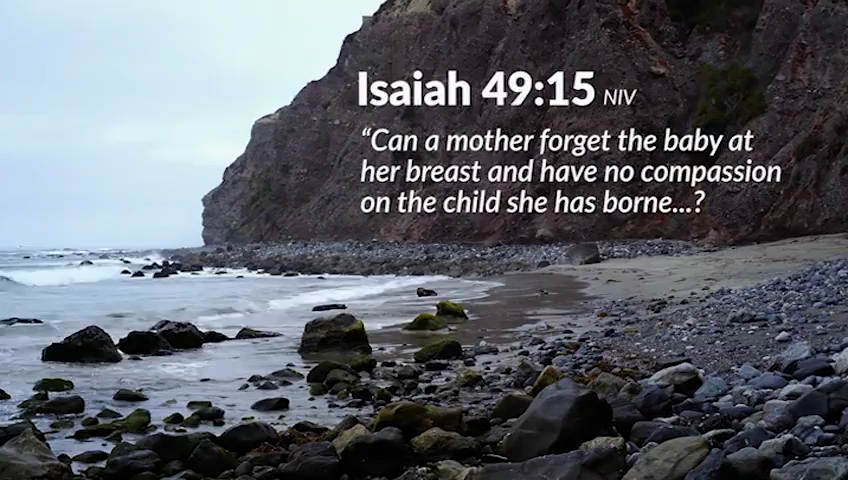 Isaiah 49:15 NIV
“Can a mother forget the baby at
her breast and have no compassion
on the child she has borne...?